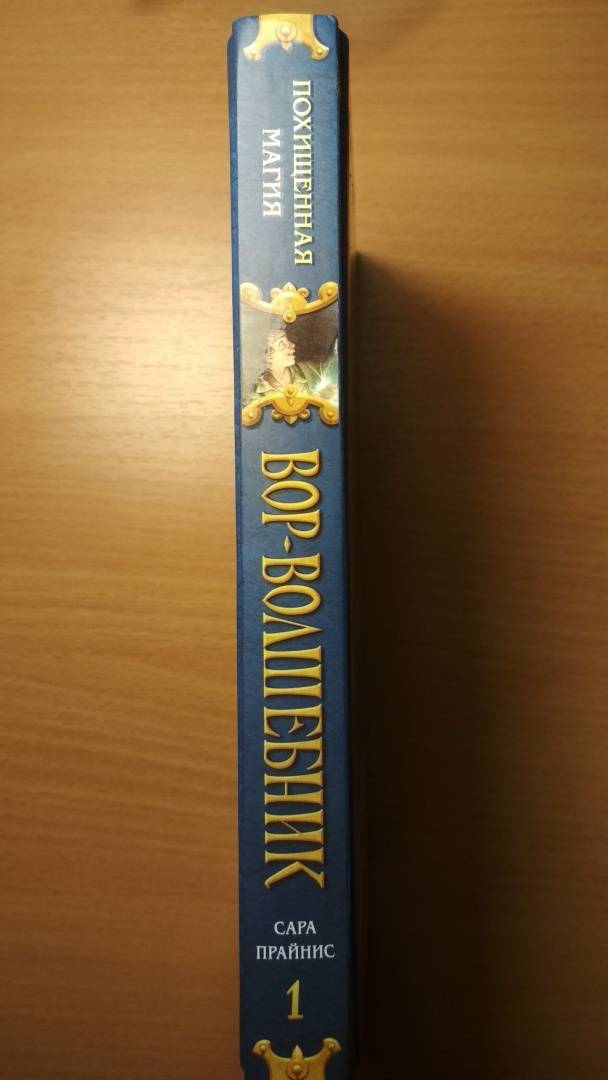 ПОХИЩЕННАЯ
МАГИЯ
ВОР-ВОЛШЕБНИК
САРА
ПРАЙНИС
1